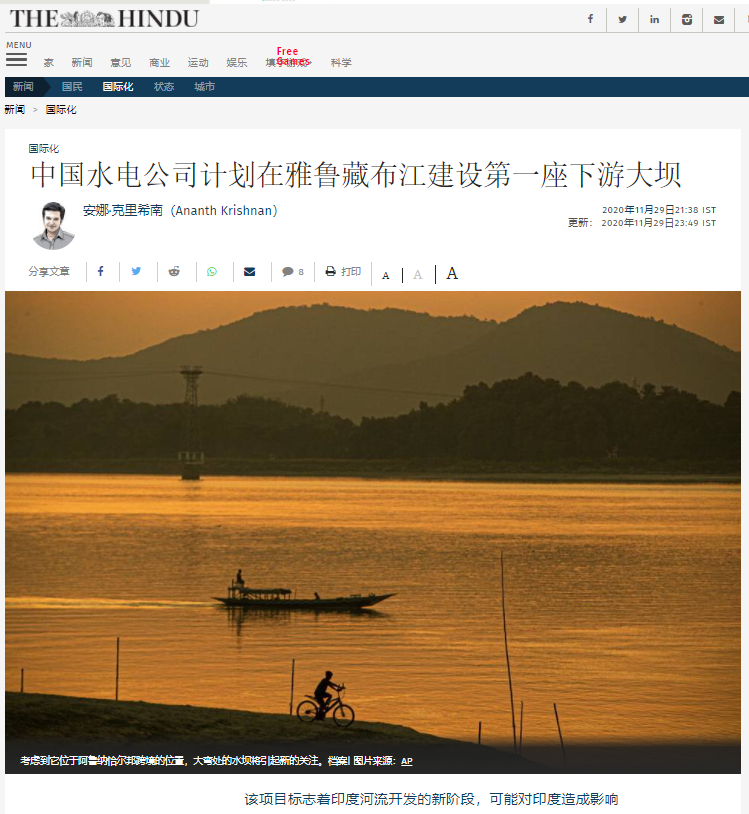 THE HINDU
MENU
家 新闻 意见 商业 运动 娱乐 填字游戏 科学
Free
Games
新闻 国民 国际化 状态 城市
新闻 > 国际化
国际化
中国水电公司计划在雅鲁藏布江建设第一座下游大坝
安娜·克里希南（Ananth Krishnan）
2020年11月29日21:38 IST
更新： 2020年11月29日23:49 IST
分享文章 8 打印 A A A
考虑到它位于阿鲁纳恰尔邦跨境的位置，大弯处的水坝将引起新的关注。档案| 图片来源： AP
该项目标志着印度河流开发的新阶段，可能对印度造成影响